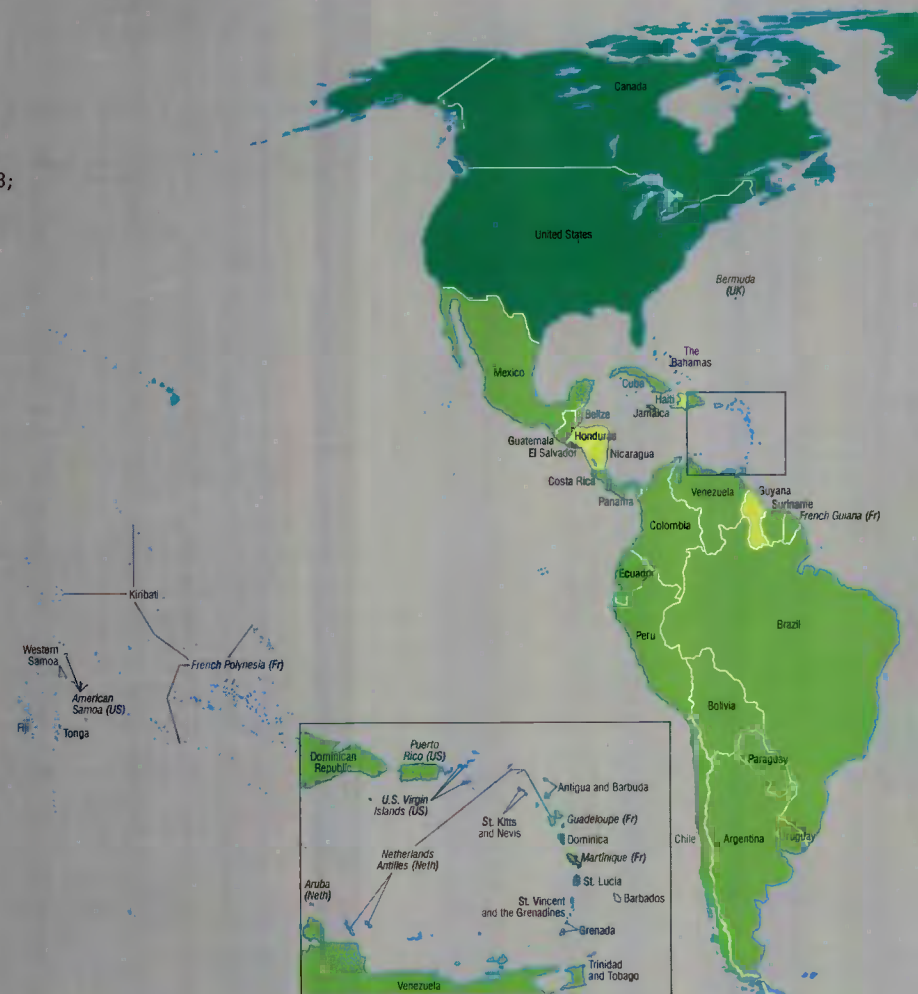 3;
Canada
United States
Bermuda
(UK)
The
Bahamas
Mexico
Cuba
Haiti
Jamaica
Belize
Guatemala
Honduras
El Salvador
Nicaragua
Costa Rica
Panama
Venezuela
Guyana
Suriname
French Guiana (Fr)
Colombia
Ecuador
Kiribati
Peru
Brazil
Western
Samoa
French Polynesia (Fr)
American
Samoa (US)
Fiji
Tonga
Bolivia
Paraguay
Chile
Argentina
Uruguay
Dominican
Republic
Puerto
Rico (US)
U.S. Virgin
Islands (US)
Antigua and Barbuda
St. Kitts
and Nevis
Guadeloupe (Fr)
Dominica
Netherlands
Antilles (Neth)
Martinique (Fr)
St. Lucia
Aruba
(Neth)
St. Vincent
and the Grenadines
Barbados
Grenada
Trinidad
and Tobago
Venezuela